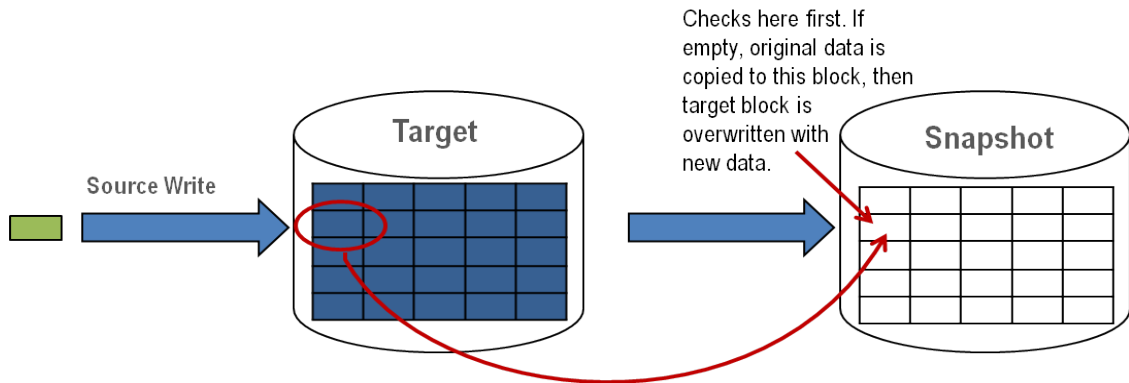 Checks here first. If
empty, original data is
copied to this block, then
target block is
overwritten with
new data.
Target
Snapshot
Source Write